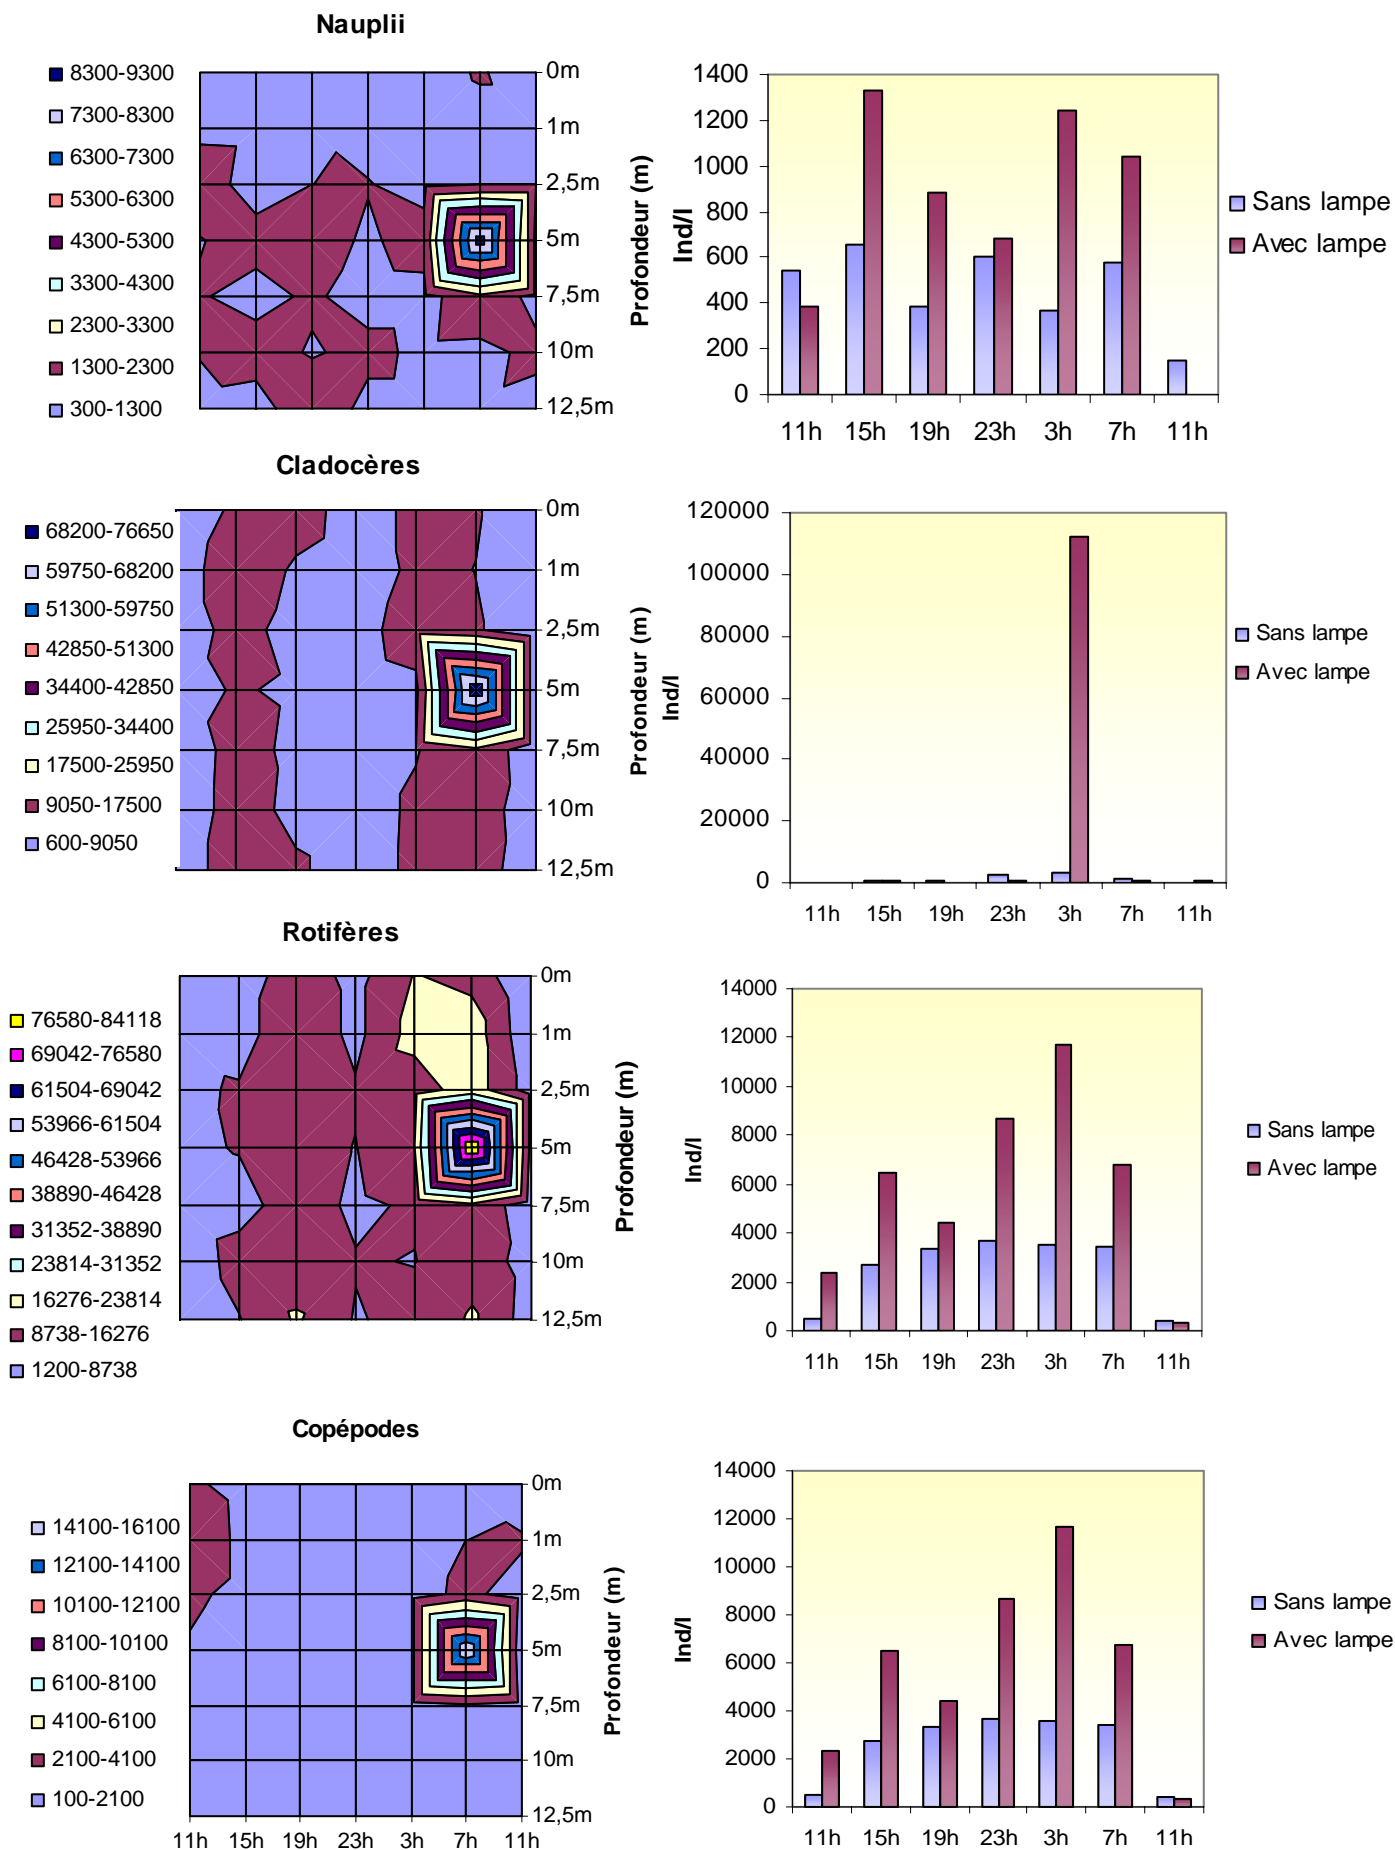 Nauplii
8300-9300
7300-8300
6300-7300
5300-6300
4300-5300
3300-4300
2300-3300
1300-2300
300-1300
0m
1m
2,5m
5m
7,5m
10m
12,5m
Profondeur (m)
Ind/l
1400
1200
1000
800
600
400
200
0
11h 15h 19h 23h 3h 7h 11h
Sans lampe
Avec lampe
Cladocères
68200-76650
59750-68200
51300-59750
42850-51300
34400-42850
25950-34400
17500-25950
9050-17500
600-9050
0m
1m
2,5m
5m
7,5m
10m
12,5m
Profondeur (m)
Ind/l
120000
100000
80000
60000
40000
20000
0
11h 15h 19h 23h 3h 7h 11h
Sans lampe
Avec lampe
Rotifères
76580-84118
69042-76580
61504-69042
53966-61504
46428-53966
38890-46428
31352-38890
23814-31352
16276-23814
8738-16276
1200-8738
0m
1m
2,5m
5m
7,5m
10m
12,5m
Profondeur (m)
Ind/l
14000
12000
10000
8000
6000
4000
2000
0
11h 15h 19h 23h 3h 7h 11h
Sans lampe
Avec lampe
Copépodes
14100-16100
12100-14100
10100-12100
8100-10100
6100-8100
4100-6100
2100-4100
100-2100
0m
1m
2,5m
5m
7,5m
10m
12,5m
11h 15h 19h 23h 3h 7h 11h
Profondeur (m)
Ind/l
14000
12000
10000
8000
6000
4000
2000
0
11h 15h 19h 23h 3h 7h 11h
Sans lampe
Avec lampe